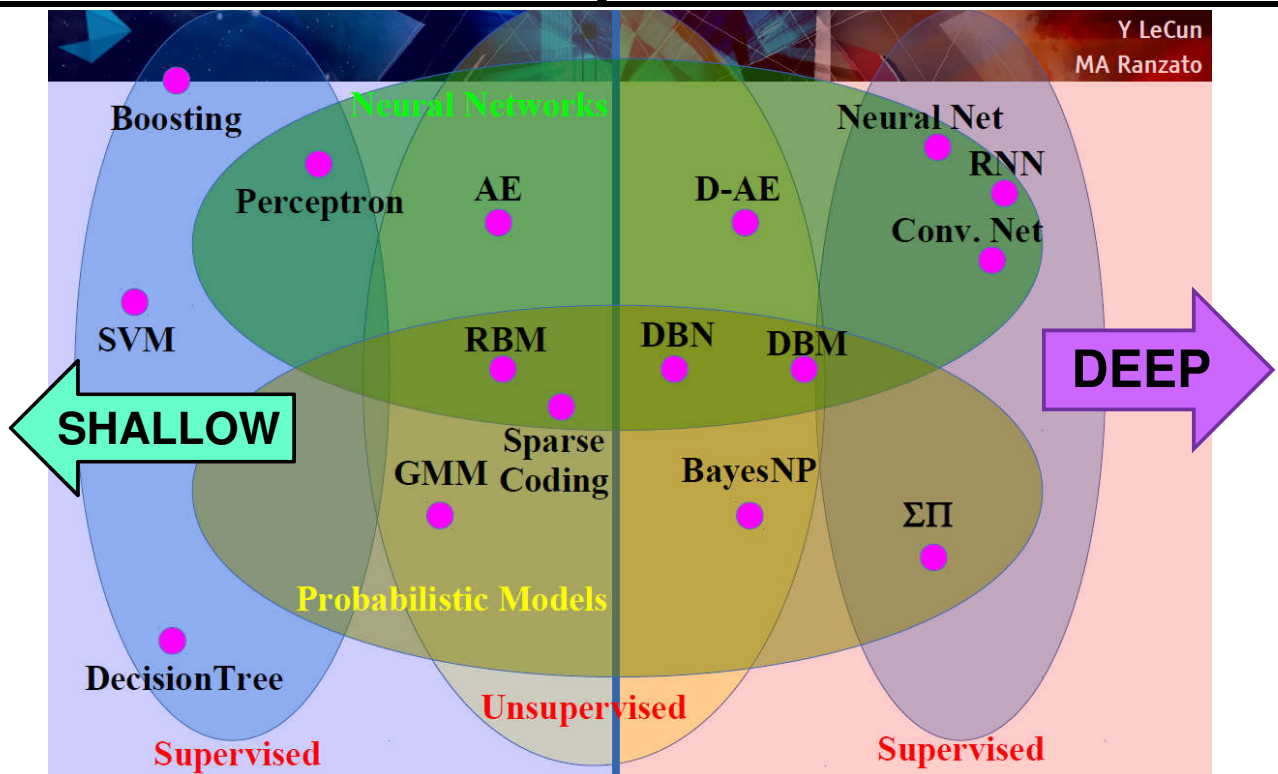 Y LeCun
MA Ranzato
Neural Networks
Boosting
Neural Net
RNN
Perceptron
AE
D-AE
Conv. Net
SVM
RBM
DBN
DBM
DEEP
SHALLOW
Sparse
Coding
GMM
BayesNP
ΣΠ
Probabilistic Models
DecisionTree
Unsupervised
Supervised
Supervised